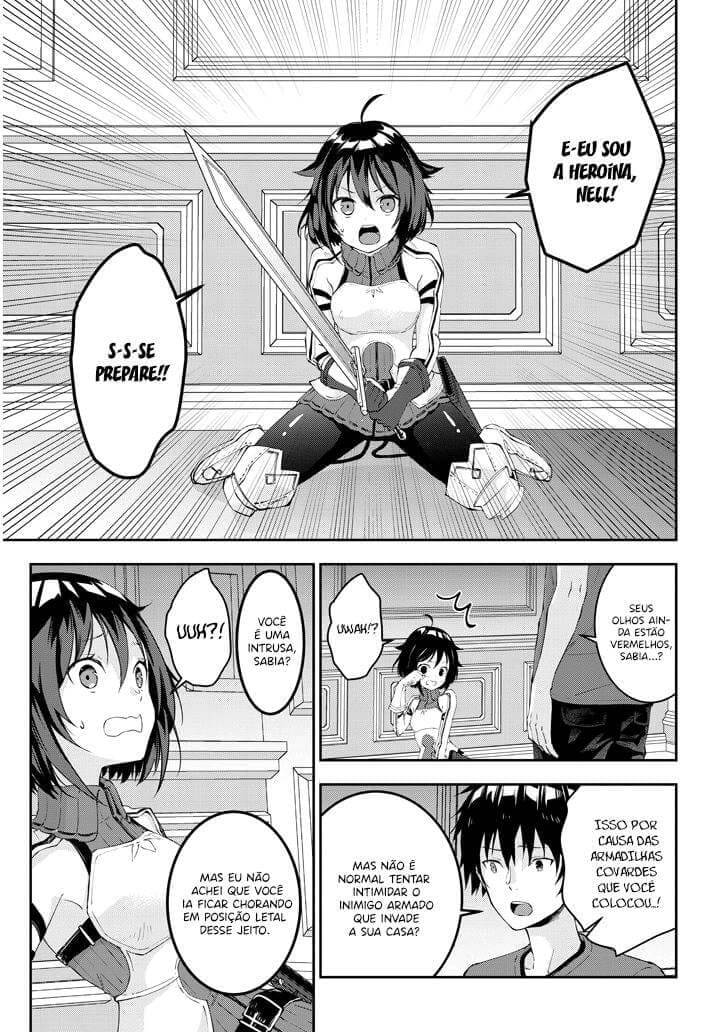 E-EU SOU
A HEROÍNA,
NELL!
S-S-SE
PREPARE!!
SEUS
OLHOS AIN-
DA ESTÃO
VERMELHOS,
SABIA...?
UWAH!?
VOCÊ
É UMA
INTRUSA,
SABIA?
UUH?!
ISSO POR
CAUSA DAS
ARMADILHAS
COVARDES
QUE VOCÊ
COLOCOU..!
MAS NÃO É
NORMAL TENTAR
INTIMIDAR O
INIMIGO ARMADO
QUE INVADE
A SUA CASA?
MAS EU NÃO
ACHEI QUE VOCÊ
IA FICAR CHORANDO
EM POSIÇÃO LETAL
DESSE JEITO.